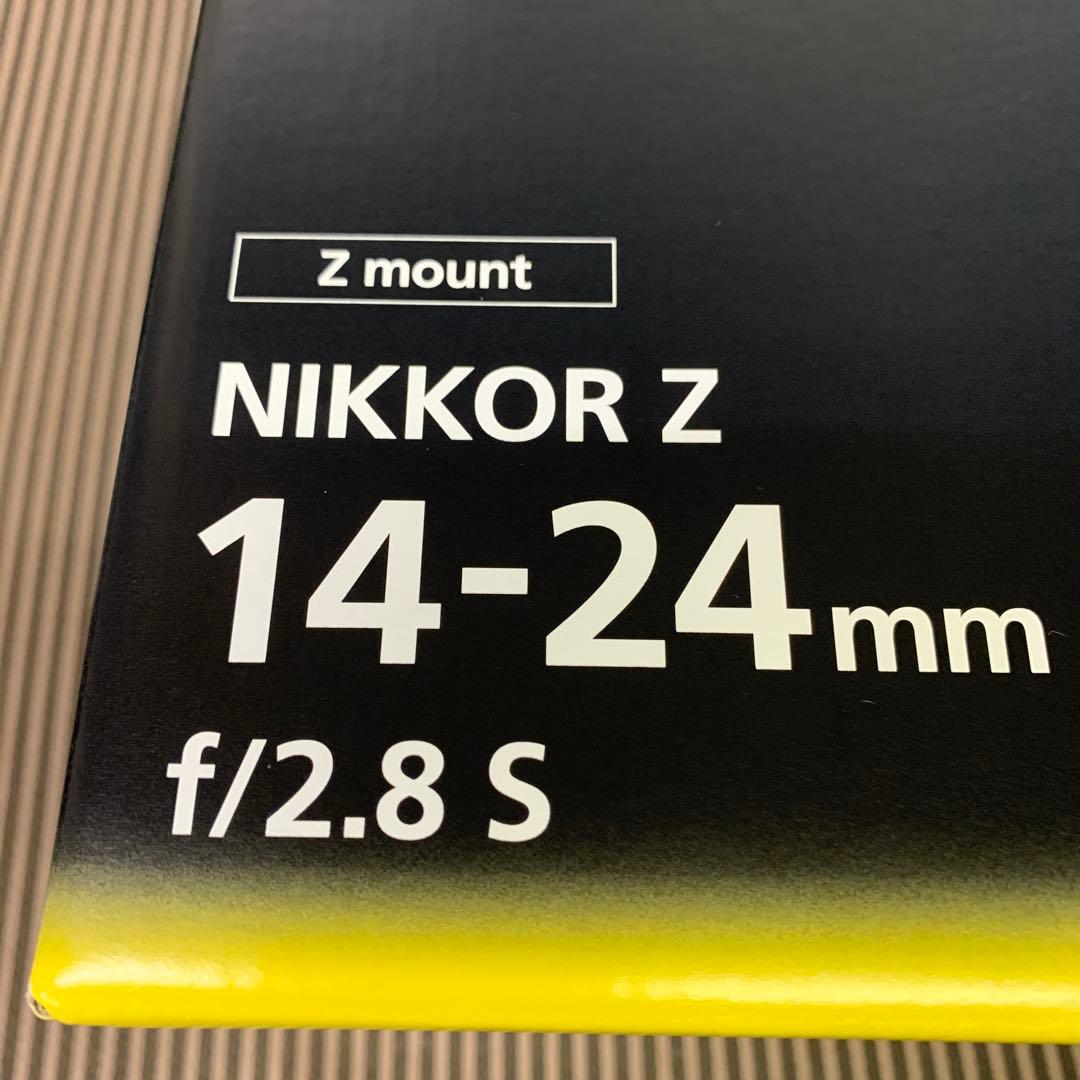 Z mount
NIKKOR Z
14-24mm
f/2.8 S